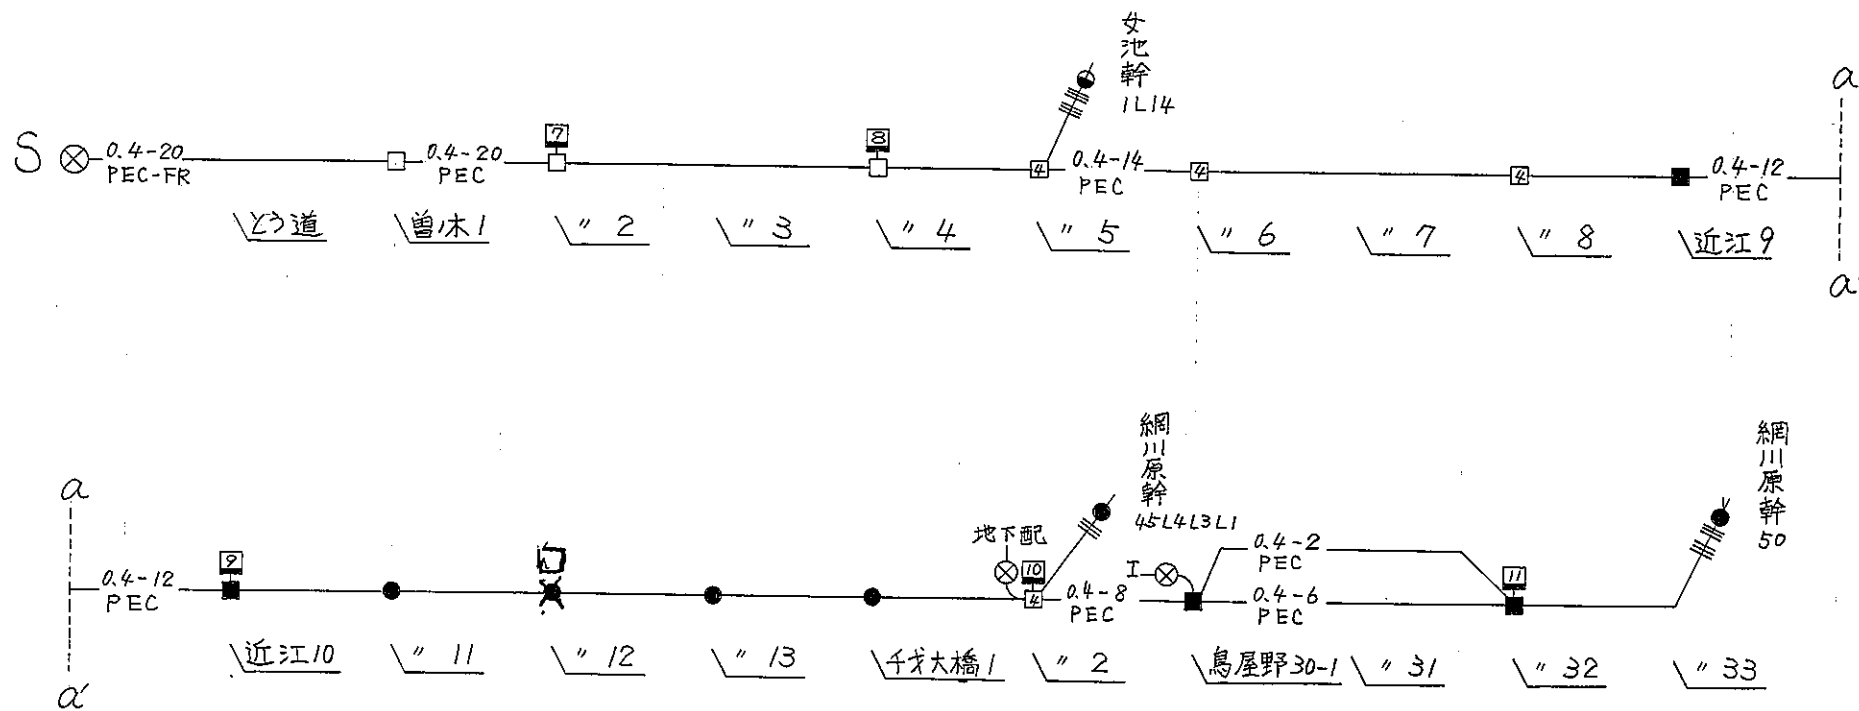 女池幹
1L14
a
S
0.4-20
PEC-FR
0.4-20
PEC
7
8
4
0.4-14
PEC
4
4
0.4-12
PEC
とう道
曽ノ木1
〃 2
〃 3
〃 4
〃 5
〃 6
〃 7
〃 8
近江9
a'
網川原幹
45L4L3L1
網川原幹
50
a
0.4-12
PEC
9
地下配
10
4
0.4-8
PEC
I
0.4-2
PEC
0.4-6
PEC
11
近江10
〃 11
〃 12
〃 13
千才大橋1
〃 2
鳥屋野30-1
〃 31
〃 32
〃 33
a'